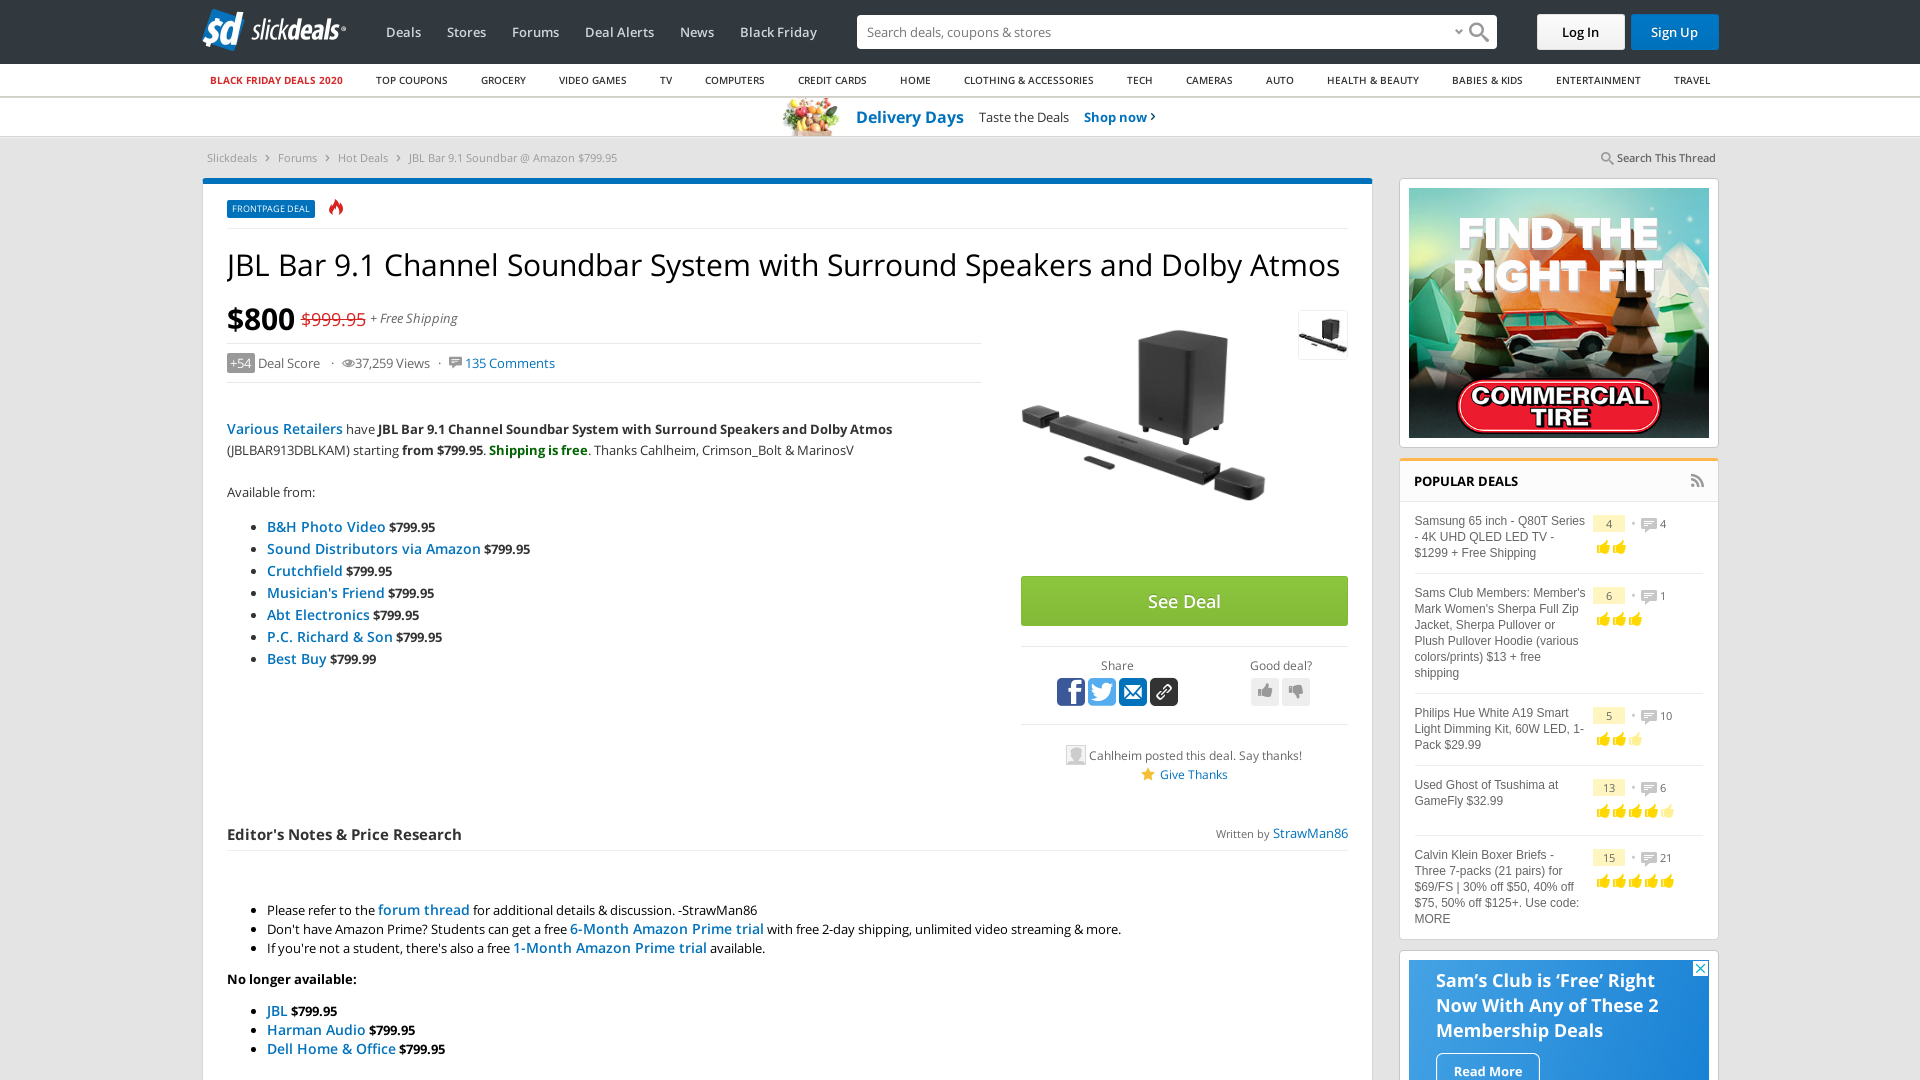 sd slickdeals
Deals Stores Forums Deal Alerts News Black Friday
Search deals, coupons & shopping
Log In Sign Up
BLACK FRIDAY DEALS 2020 TOP COUPONS GROCERY VIDEO GAMES TV COMPUTERS CREDIT CARDS HOME CLOTHING & ACCESSORIES TECH CAMERAS AUTO HEALTH & BEAUTY BABIES & KIDS ENTERTAINMENT TRAVEL
Delivery Days Taste the Deals Shop now
Slickdeals Forums Hot Deals JBL Bar 9.1 Soundbar @ Amazon $799.95
Search This Thread
FRONTPAGE DEAL
JBL Bar 9.1 Channel Soundbar System with Surround Speakers and Dolby Atmos
$800 $999.95 + Free Shipping
+54 Deal Score · 37,259 Views · 135 Comments
Various Retailers have JBL Bar 9.1 Channel Soundbar System with Surround Speakers and Dolby Atmos
(JBLBAR913DBLKAM) starting from $799.95. Shipping is free. Thanks Cahlheim, Crimson_Bolt & MarinosV
Available from:
B&H Photo Video $799.95
Sound Distributors via Amazon $799.95
Crutchfield $799.95
Musician's Friend $799.95
Abt Electronics $799.95
P.C. Richard & Son $799.95
Best Buy $799.99
See Deal
Share
Good deal?
Cahlheim posted this deal. Say thanks!
Give Thanks
Editor's Notes & Price Research
Written by StrawMan86
Please refer to the forum thread for additional details & discussion. -StrawMan86
Don't have Amazon Prime? Students can get a free 6-Month Amazon Prime trial with free 2-day shipping, unlimited video streaming & more.
If you're not a student, there's also a free 1-Month Amazon Prime trial available.
No longer available:
JBL $799.95
Harman Audio $799.95
Dell Home & Office $799.95
FIND THE
RIGHT FIT
COMMERCIAL
TIRE
POPULAR DEALS
Samsung 65 inch - Q80T Series
- 4K UHD QLED LED TV -
$1299 + Free Shipping
4 • 4
Sams Club Members: Member's
Mark Women's Sherpa Full Zip
Jacket, Sherpa Pullover or
Plush Pullover Hoodie (various
colors/prints) $13 + free
shipping
6 • 1
Philips Hue White A19 Smart
Light Dimming Kit, 60W LED, 1-
Pack $29.99
5 • 10
Used Ghost of Tsushima at
GameFly $32.99
13 • 6
Calvin Klein Boxer Briefs -
Three 7-packs (21 pairs) for
$69/FS | 30% off $50, 40% off
$75, 50% off $125+. Use code:
MORE
15 • 21
Sam's Club is 'Free' Right
Now With Any of These 2
Membership Deals
Read More